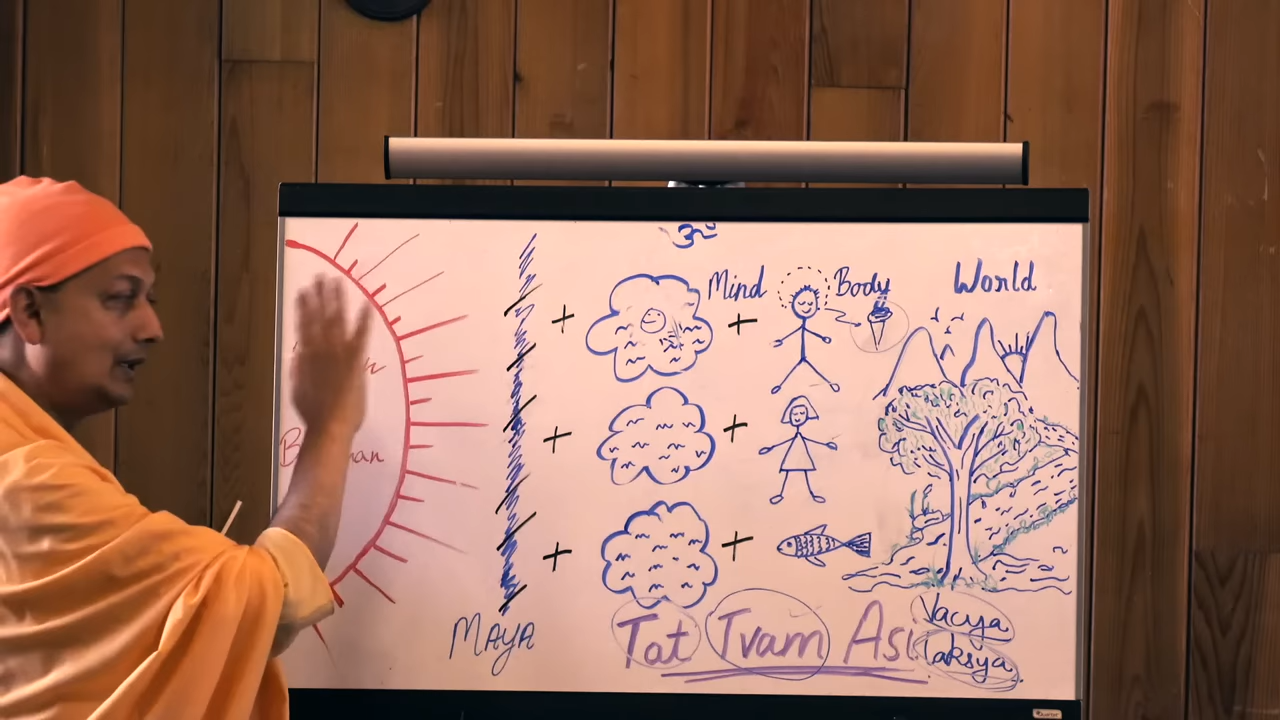 ॐ
Mind
Body
World
MAYA
Tat Tvam Asi
Vacya
Laksya